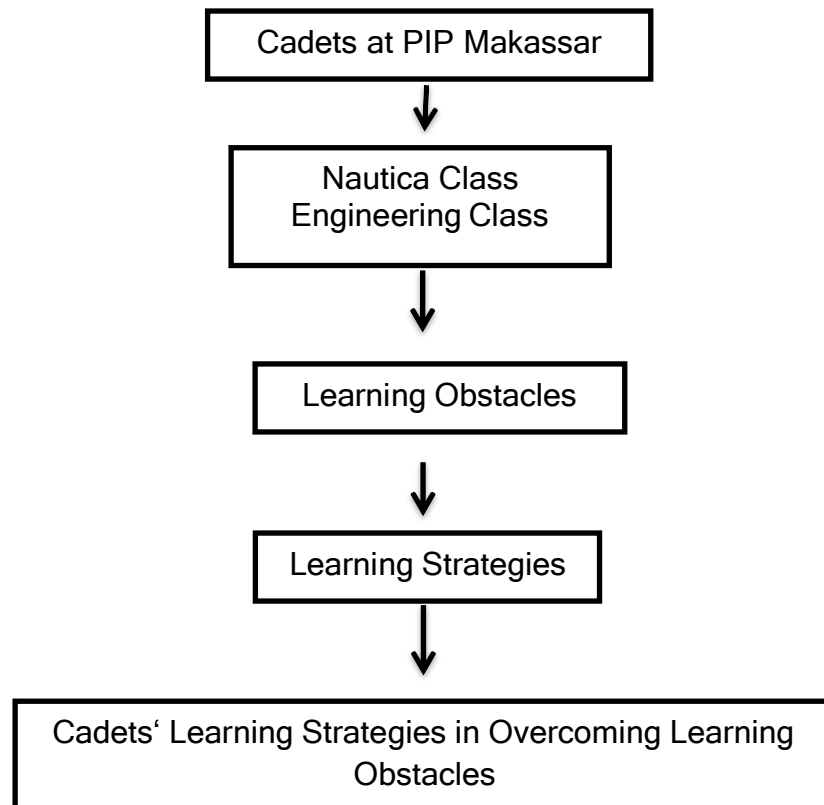 Cadets at PIP Makassar
Nautica Class
Engineering Class
Learning Obstacles
Learning Strategies
Cadets‘ Learning Strategies in Overcoming Learning
Obstacles